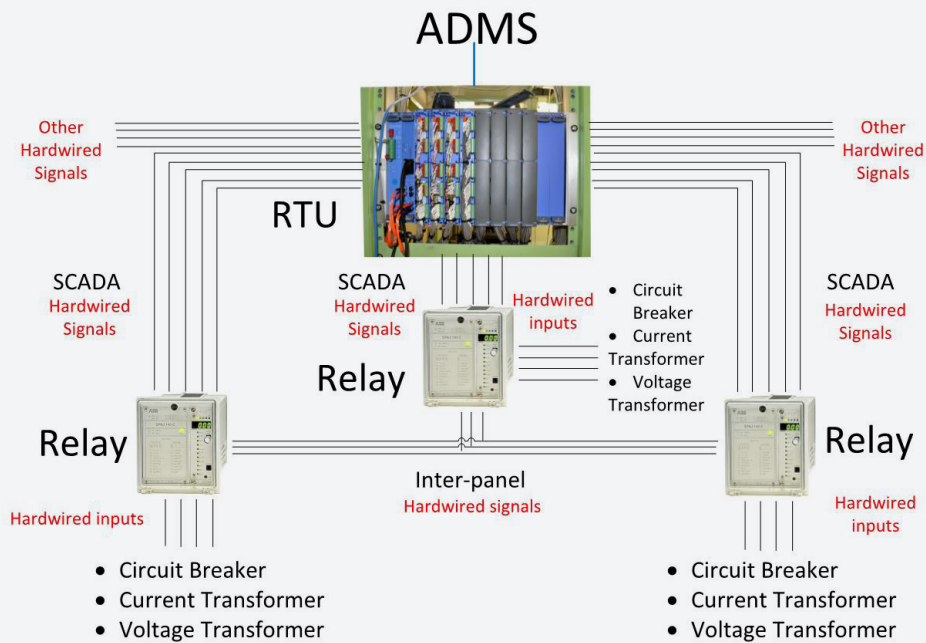 ADMS
Other
Hardwired
Signals
Other
Hardwired
Signals
RTU
SCADA
Hardwired
Signals
SCADA
Hardwired
Signals
Hardwired
inputs
• Circuit
Breaker
• Current
Transformer
• Voltage
Transformer
SCADA
Hardwired
Signals
Relay
Relay
Relay
Inter-panel
Hardwired signals
Hardwired inputs
Hardwired
inputs
• Circuit Breaker
• Current Transformer
• Voltage Transformer
• Circuit Breaker
• Current Transformer
• Voltage Transformer